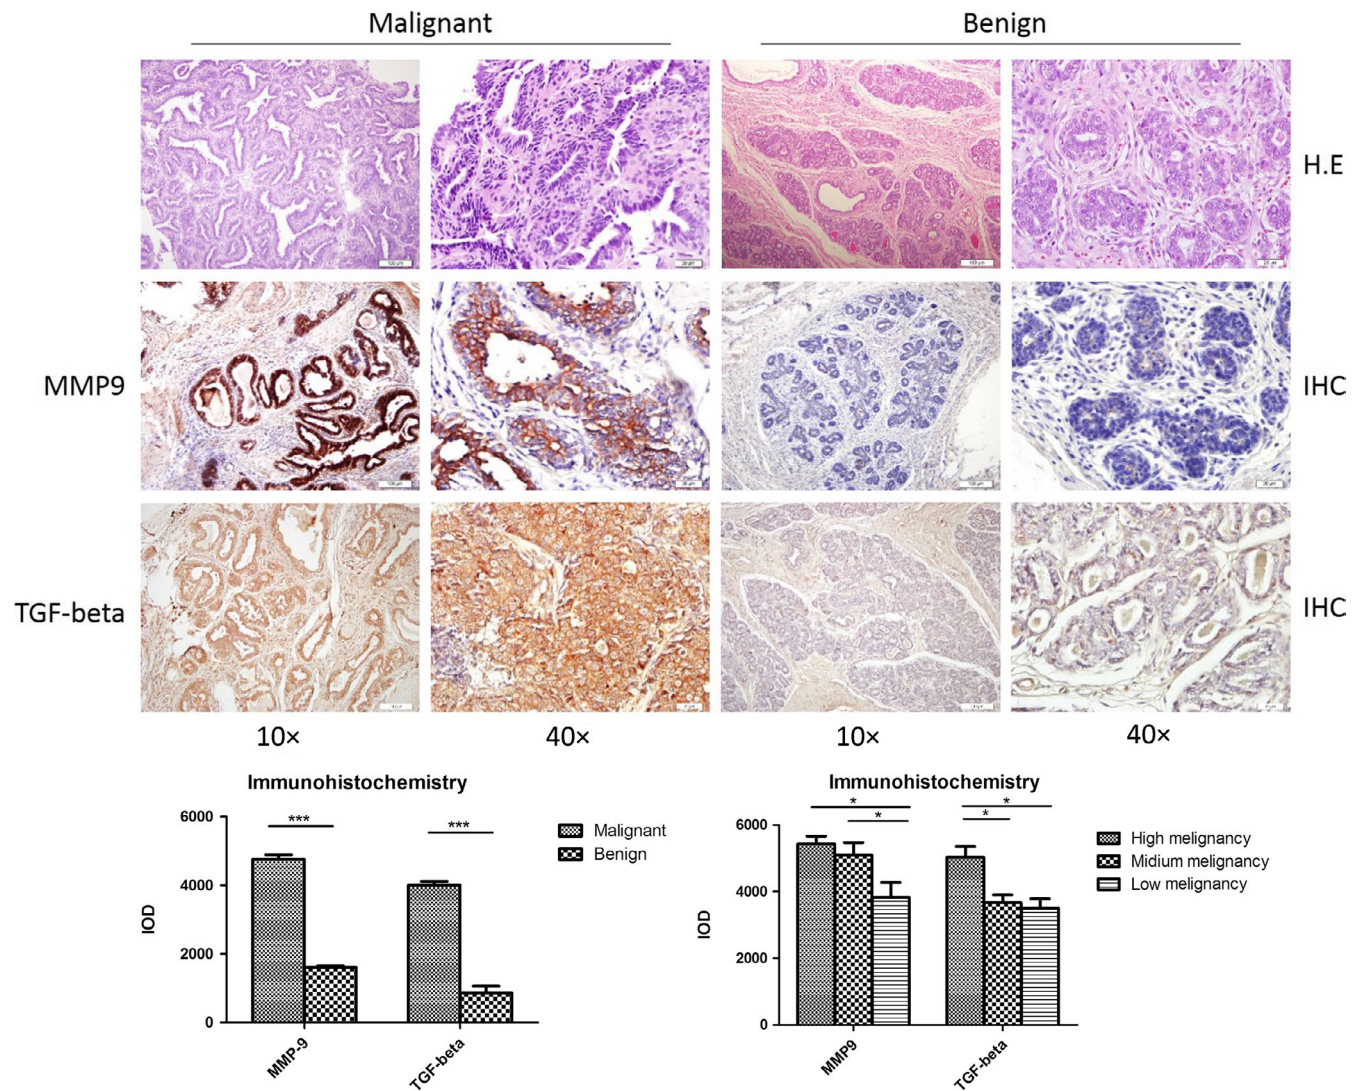 Malignant Benign
H.E
MMP9 IHC
TGF-beta IHC
10× 40× 10× 40×
Immunohistochemistry
6000
4000
2000
0
IOD
*** ***
Malignant
Benign
MMP-9 TGF-beta
Immunohistochemistry
6000
4000
2000
0
IOD
* * * *
High melignancy
Midium melignancy
Low melignancy
MMP9 TGF-beta